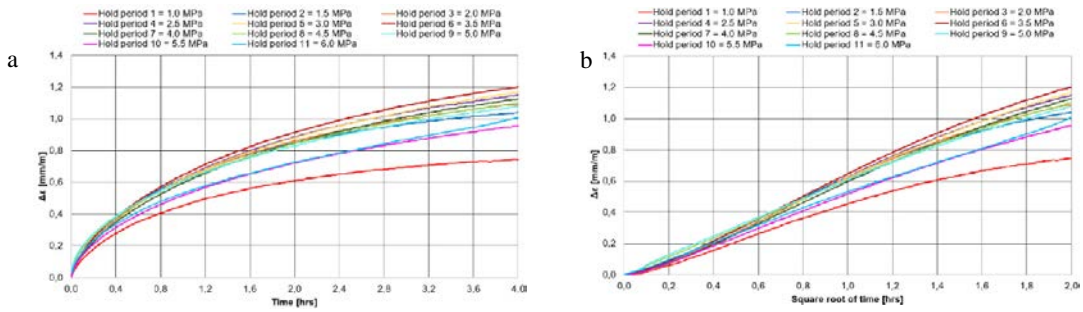 Hold period 1 = 1.0 MPa Hold period 2 = 1.5 MPa Hold period 3 = 2.0 MPa
Hold period 4 = 2.5 MPa Hold period 5 = 3.0 MPa Hold period 6 = 3.5 MPa
Hold period 7 = 4.0 MPa Hold period 8 = 4.5 MPa Hold period 9 = 5.0 MPa
Hold period 10 = 5.5 MPa Hold period 11 = 6.0 MPa
a
1,4
1,2
1,0
0,8
0,6
0,4
0,2
0,0
Δε [mm/m]
0,0 0,4 0,8 1,2 1,6 2,0 2,4 2,8 3,2 3,6 4,0
Time [hrs]
Hold period 1 = 1.0 MPa Hold period 2 = 1.5 MPa Hold period 3 = 2.0 MPa
Hold period 4 = 2.5 MPa Hold period 5 = 3.0 MPa Hold period 6 = 3.5 MPa
Hold period 7 = 4.0 MPa Hold period 8 = 4.5 MPa Hold period 9 = 5.0 MPa
Hold period 10 = 5.5 MPa Hold period 11 = 6.0 MPa
b
1,4
1,2
1,0
0,8
0,6
0,4
0,2
0,0
Δε [mm/m]
0,0 0,2 0,4 0,6 0,8 1,0 1,2 1,4 1,6 1,8 2,0
Square root of time [hrs]